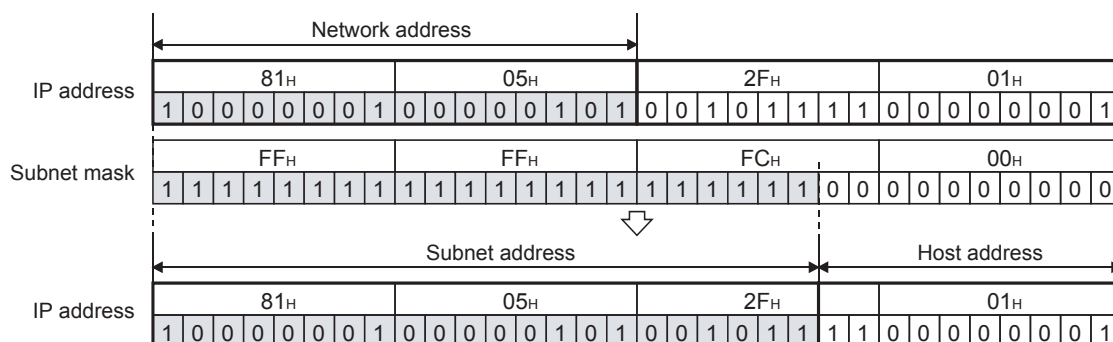 Network address
IP address
81H 05H 2FH 01H
1 0 0 0 0 0 0 1 0 0 0 0 0 1 0 1 0 0 1 0 1 1 1 1 0 0 0 0 0 0 0 1
Subnet mask
FFH FFH FCH 00H
1 1 1 1 1 1 1 1 1 1 1 1 1 1 1 1 1 1 1 1 1 1 0 0 0 0 0 0 0 0 0 0
Subnet address Host address
IP address
81H 05H 2FH 01H
1 0 0 0 0 0 0 1 0 0 0 0 0 1 0 1 0 0 1 0 1 1 1 1 0 0 0 0 0 0 0 1